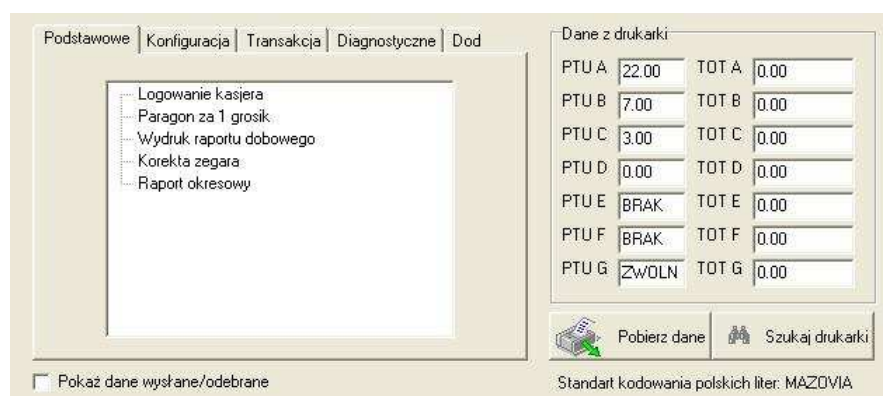 Podstawowe Konfiguracja Transakcja Diagnostyczne Dod
Logowanie kasjera
Paragon za 1 grosik
Wydruk raportu dobowego
Korekta zegara
Raport okresowy
Pokaż dane wysłane/odebrane
Dane z drukarki
PTU A 22.00 TOT A 0.00
PTU B 7.00 TOT B 0.00
PTU C 3.00 TOT C 0.00
PTU D 0.00 TOT D 0.00
PTU E BRAK TOT E 0.00
PTU F BRAK TOT F 0.00
PTU G ZWOLN TOT G 0.00
Pobierz dane Szukaj drukarki
Standart kodowania polskich liter: MAZOVIA